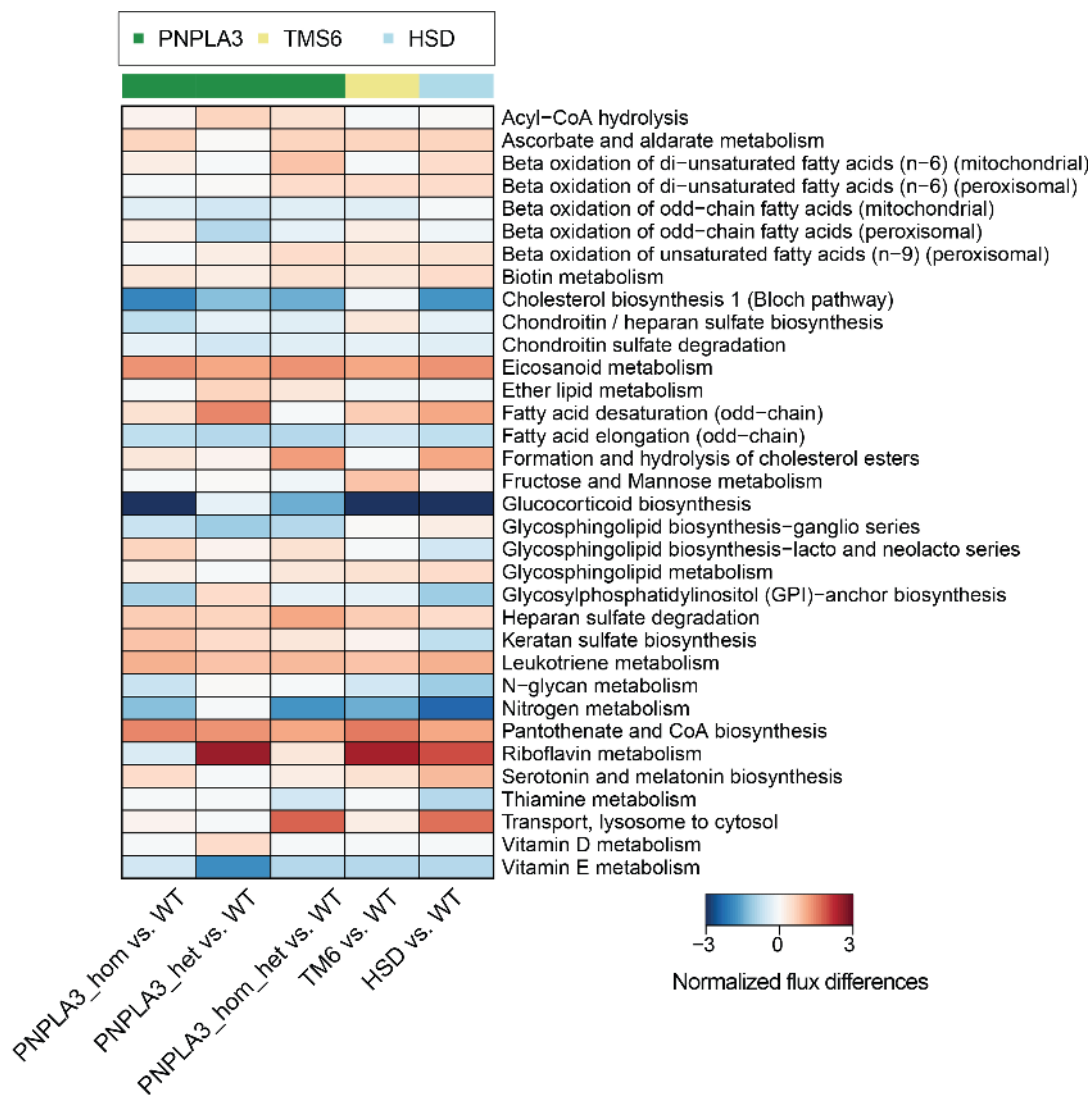 PNPLA3 TMS6 HSD
Acyl−CoA hydrolysis
Ascorbate and aldarate metabolism
Beta oxidation of di−unsaturated fatty acids (n−6) (mitochondrial)
Beta oxidation of di−unsaturated fatty acids (n−6) (peroxisomal)
Beta oxidation of odd−chain fatty acids (mitochondrial)
Beta oxidation of odd−chain fatty acids (peroxisomal)
Beta oxidation of unsaturated fatty acids (n−9) (peroxisomal)
Biotin metabolism
Cholesterol biosynthesis 1 (Bloch pathway)
Chondroitin / heparan sulfate biosynthesis
Chondroitin sulfate degradation
Eicosanoid metabolism
Ether lipid metabolism
Fatty acid desaturation (odd−chain)
Fatty acid elongation (odd−chain)
Formation and hydrolysis of cholesterol esters
Fructose and Mannose metabolism
Glucocorticoid biosynthesis
Glycosphingolipid biosynthesis−ganglio series
Glycosphingolipid biosynthesis−lacto and neolacto series
Glycosphingolipid metabolism
Glycosylphosphatidylinositol (GPI)−anchor biosynthesis
Heparan sulfate degradation
Keratan sulfate biosynthesis
Leukotriene metabolism
N−glycan metabolism
Nitrogen metabolism
Pantothenate and CoA biosynthesis
Riboflavin metabolism
Serotonin and melatonin biosynthesis
Thiamine metabolism
Transport, lysosome to cytosol
Vitamin D metabolism
Vitamin E metabolism
PNPLA3_hom vs. WT
PNPLA3_het vs. WT
PNPLA3_hom_het vs. WT
TM6 vs. WT
HSD vs. WT
−3 0 3
Normalized flux differences